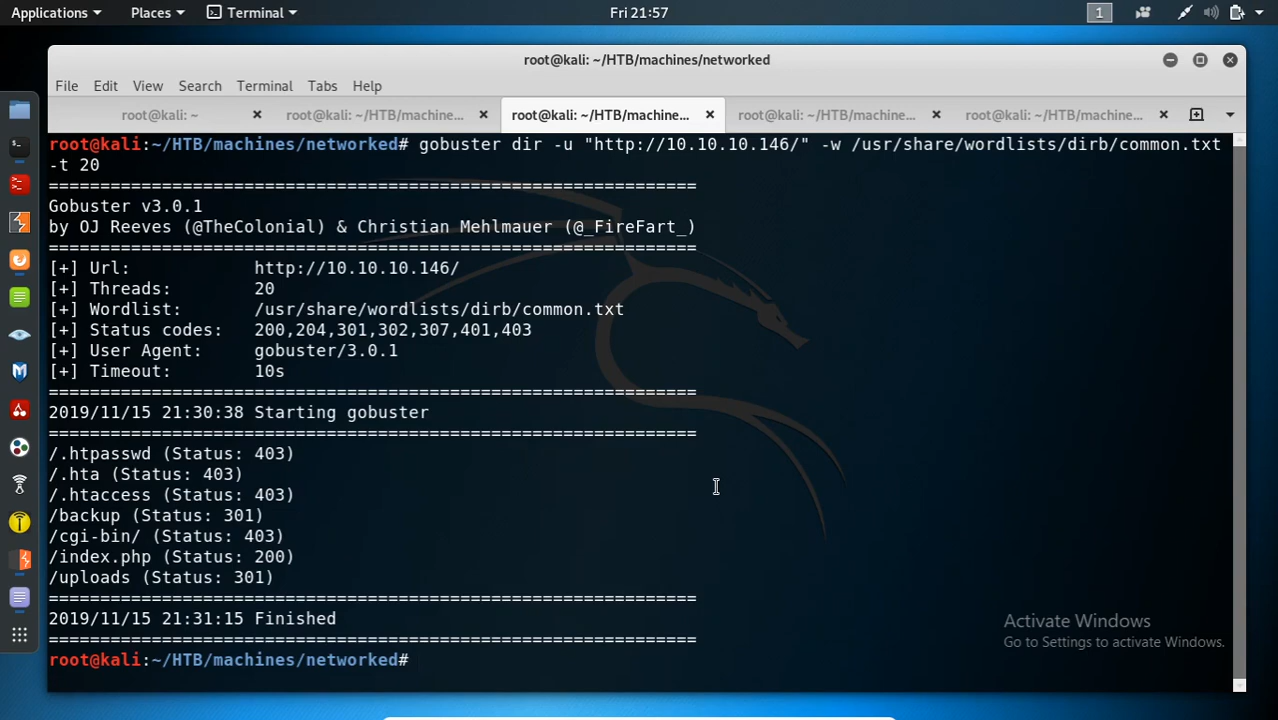 Applications Places Terminal Fri 21:57 1
root@kali: ~/HTB/machines/networked
File Edit View Search Terminal Tabs Help
root@kali: ~ root@kali: ~/HTB/machine... root@kali: ~/HTB/machine... root@kali: ~/HTB/machine... root@kali: ~/HTB/machine...
root@kali:~/HTB/machines/networked# gobuster dir -u "http://10.10.10.146/" -w /usr/share/wordlists/dirb/common.txt
-t 20
===============================================================
Gobuster v3.0.1
by OJ Reeves (@TheColonial) & Christian Mehlmauer (@_FireFart_)
===============================================================
[+] Url:            http://10.10.10.146/
[+] Threads:        20
[+] Wordlist:       /usr/share/wordlists/dirb/common.txt
[+] Status codes:   200,204,301,302,307,401,403
[+] User Agent:     gobuster/3.0.1
[+] Timeout:        10s
===============================================================
2019/11/15 21:30:38 Starting gobuster
===============================================================
/.htpasswd (Status: 403)
/.hta (Status: 403)
/.htaccess (Status: 403)
/backup (Status: 301)
/cgi-bin/ (Status: 403)
/index.php (Status: 200)
/uploads (Status: 301)
===============================================================
2019/11/15 21:31:15 Finished
===============================================================
root@kali:~/HTB/machines/networked#
Activate Windows
Go to Settings to activate Windows.